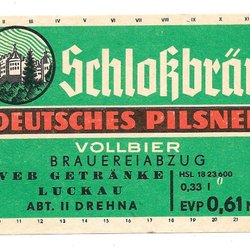 Schloßbräu
DEUTSCHES PILSNER
VOLLBIER
BRAUEREIABZUG
VEB GETRÄNKE
HSL 18 23 600
LUCKAU
0,33 l
ABT. II DREHNA
EVP 0,61 M